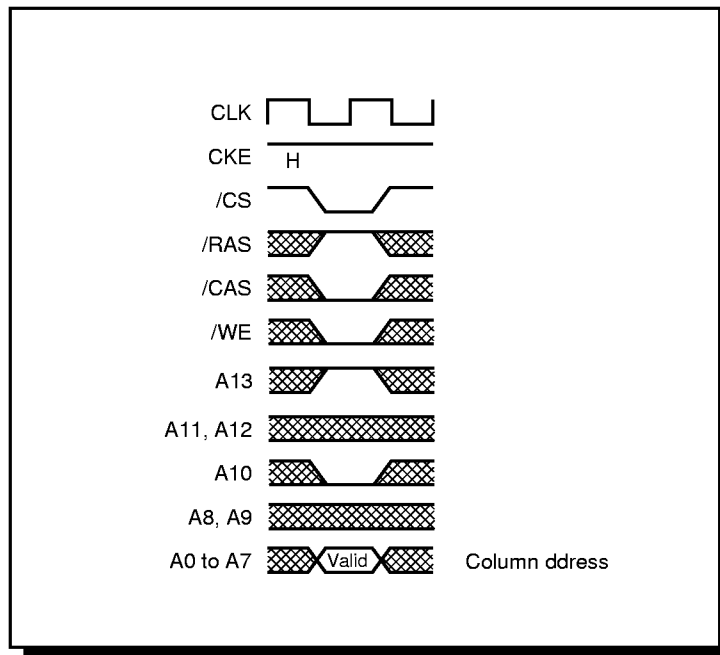 CLK
CKE H
/CS
/RAS
/CAS
/WE
A13
A11, A12
A10
A8, A9
A0 to A7 Valid Column ddress